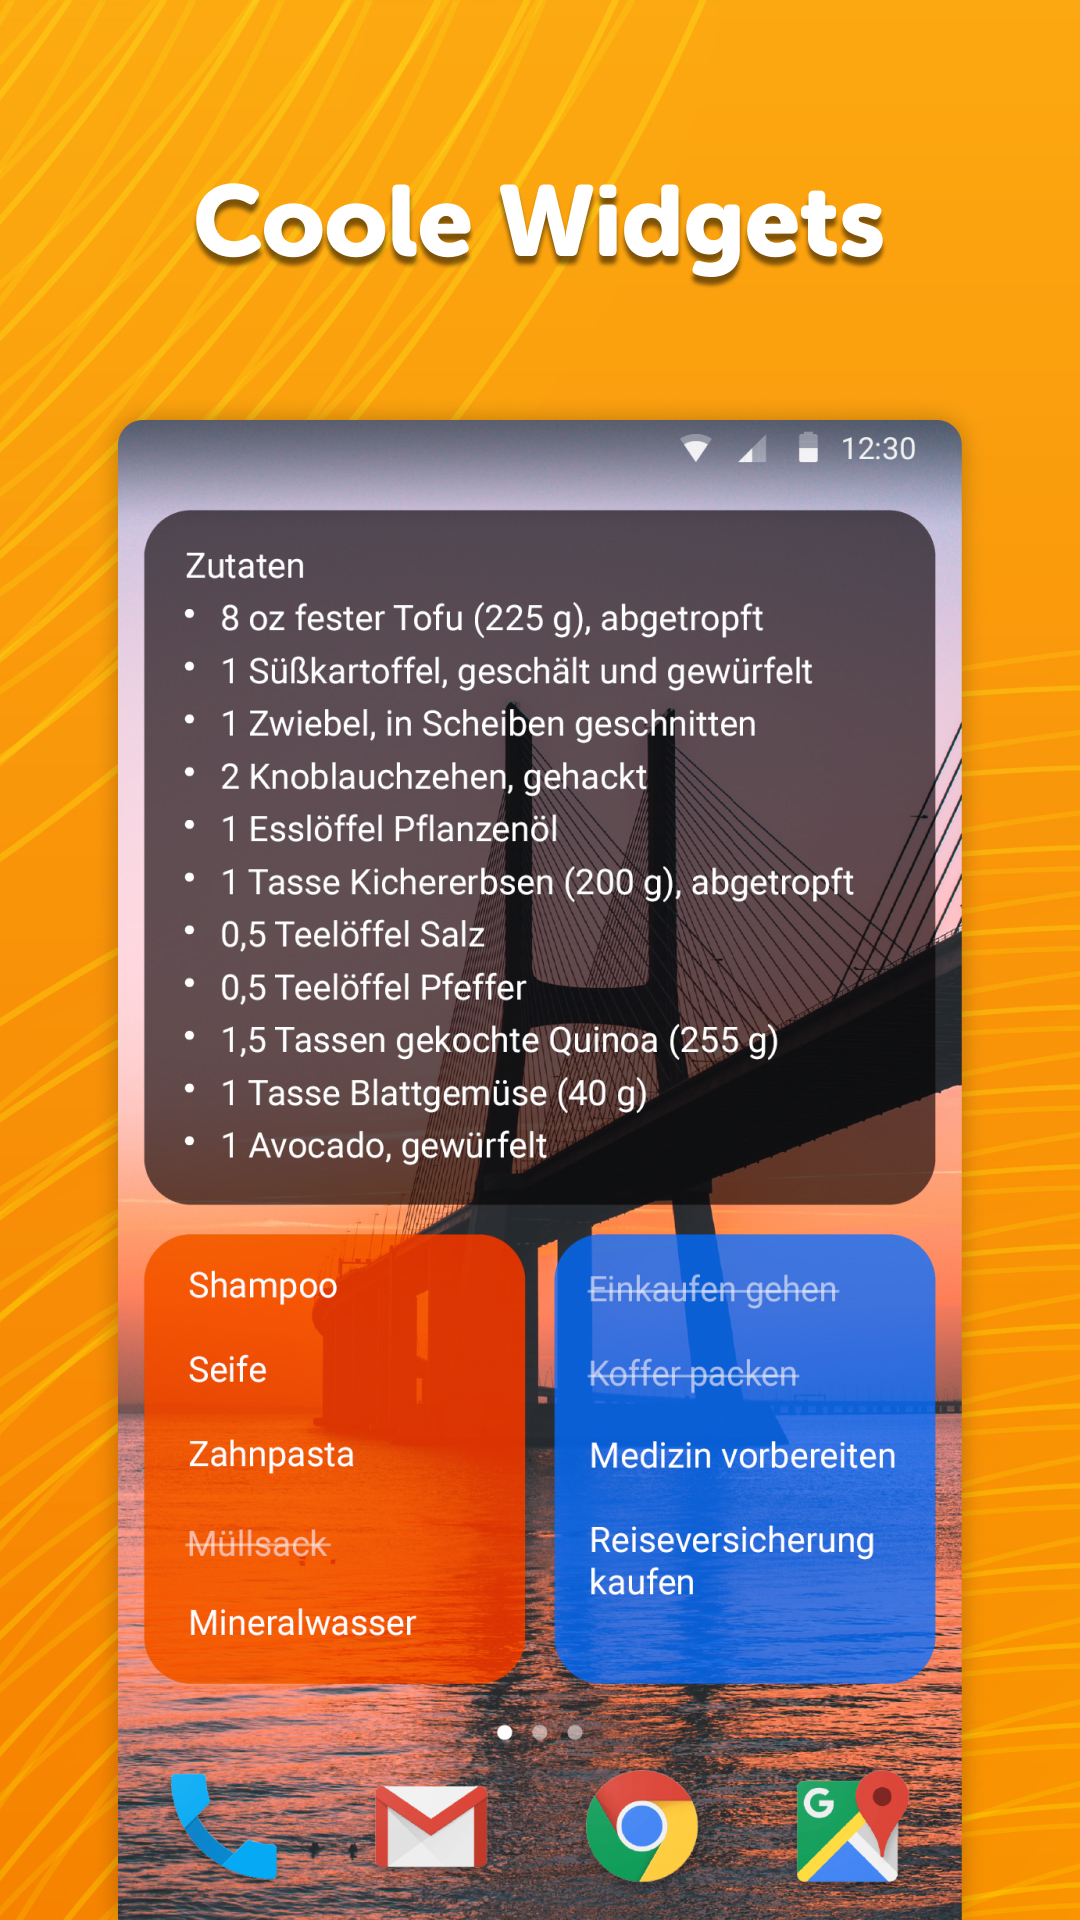 Coole Widgets
12:30
Zutaten
• 8 oz fester Tofu (225 g), abgetropft
• 1 Süßkartoffel, geschält und gewürfelt
• 1 Zwiebel, in Scheiben geschnitten
• 2 Knoblauchzehen, gehackt
• 1 Esslöffel Pflanzenöl
• 1 Tasse Kichererbsen (200 g), abgetropft
• 0,5 Teelöffel Salz
• 0,5 Teelöffel Pfeffer
• 1,5 Tassen gekochte Quinoa (255 g)
• 1 Tasse Blattgemüse (40 g)
• 1 Avocado, gewürfelt
Shampoo
Seife
Zahnpasta
Müllsack
Mineralwasser
Einkaufen gehen
Koffer packen
Medizin vorbereiten
Reiseversicherung
kaufen
G